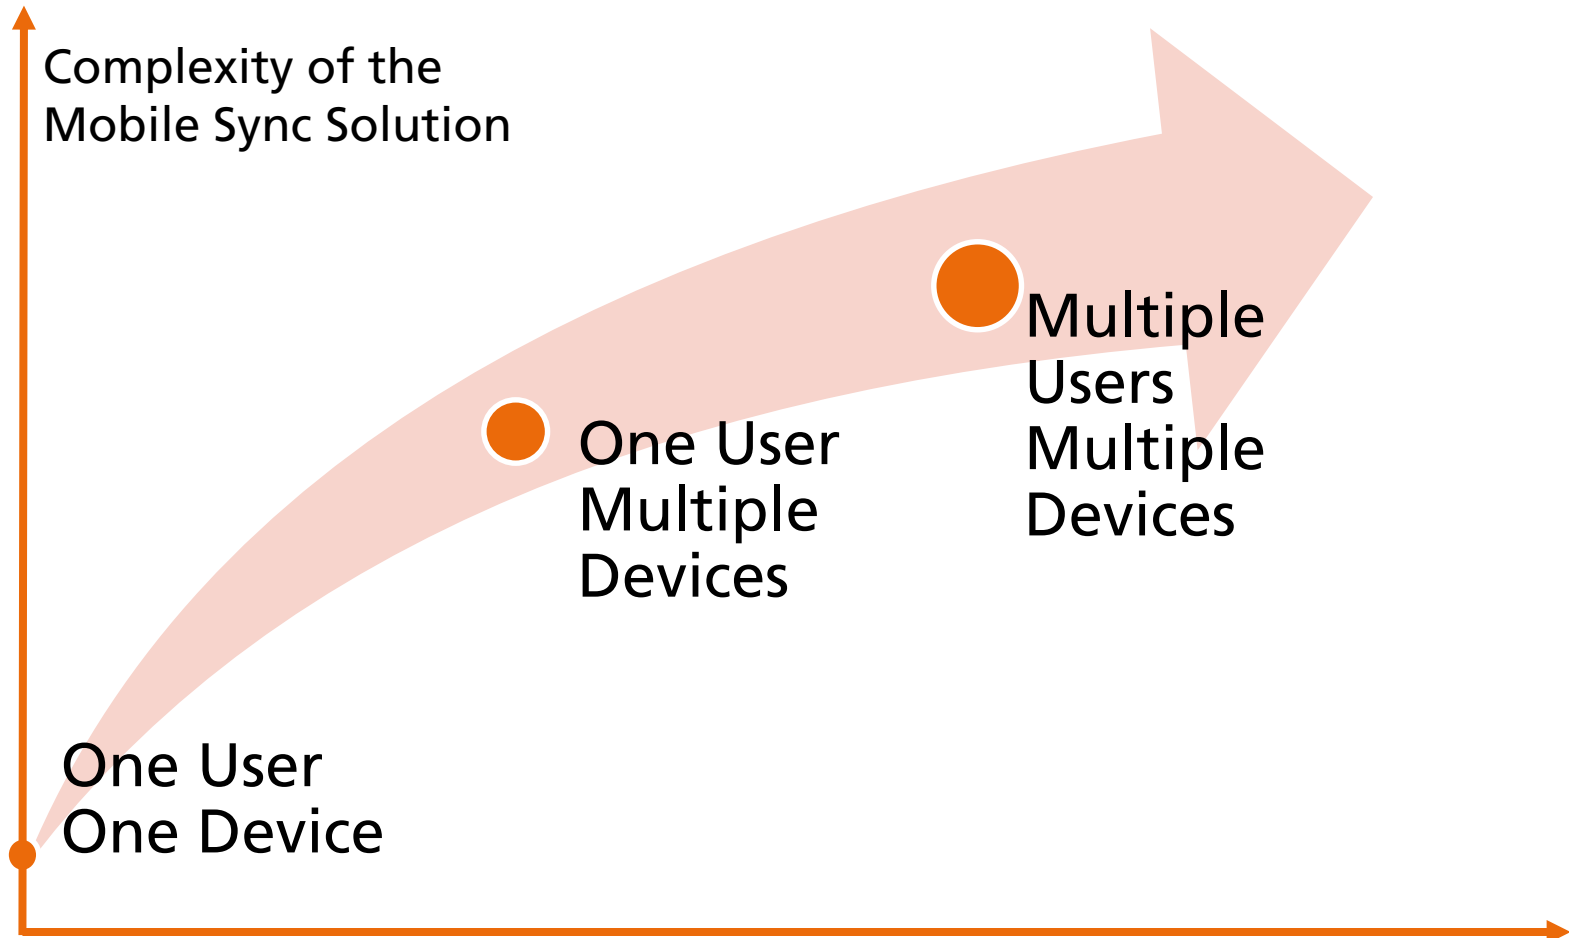 Complexity of the
Mobile Sync Solution
Multiple
Users
Multiple
Devices
One User
Multiple
Devices
One User
One Device